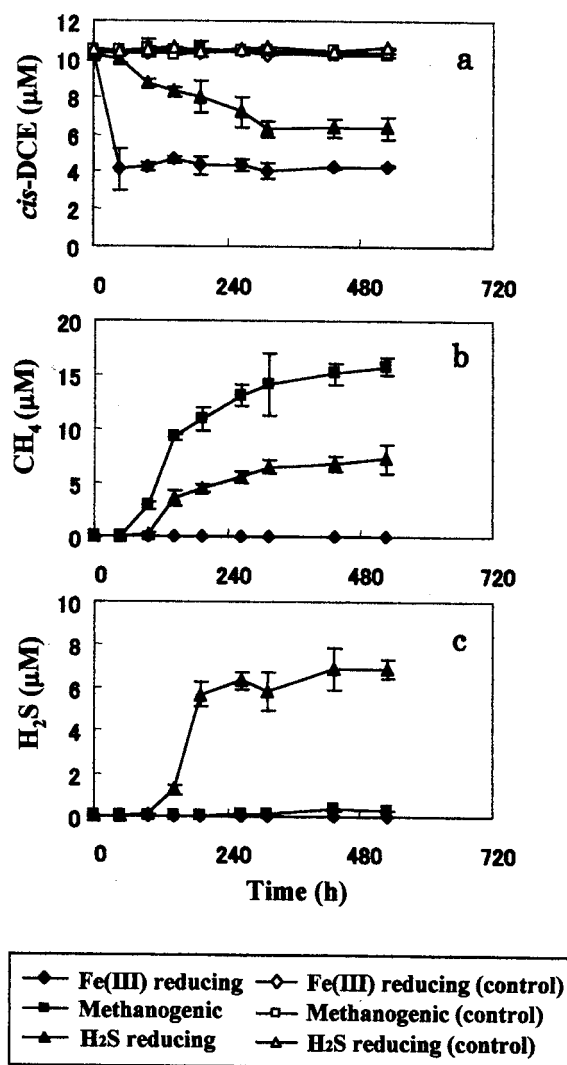 12
10
8
6
4
2
0
cis-DCE (µM)
a
0 240 480 720
20
15
10
5
0
CH4 (µM)
b
0 240 480 720
10
8
6
4
2
0
H2S (µM)
c
0 240 480 720
Time (h)
Fe(III) reducing Fe(III) reducing (control)
Methanogenic Methanogenic (control)
H2S reducing H2S reducing (control)